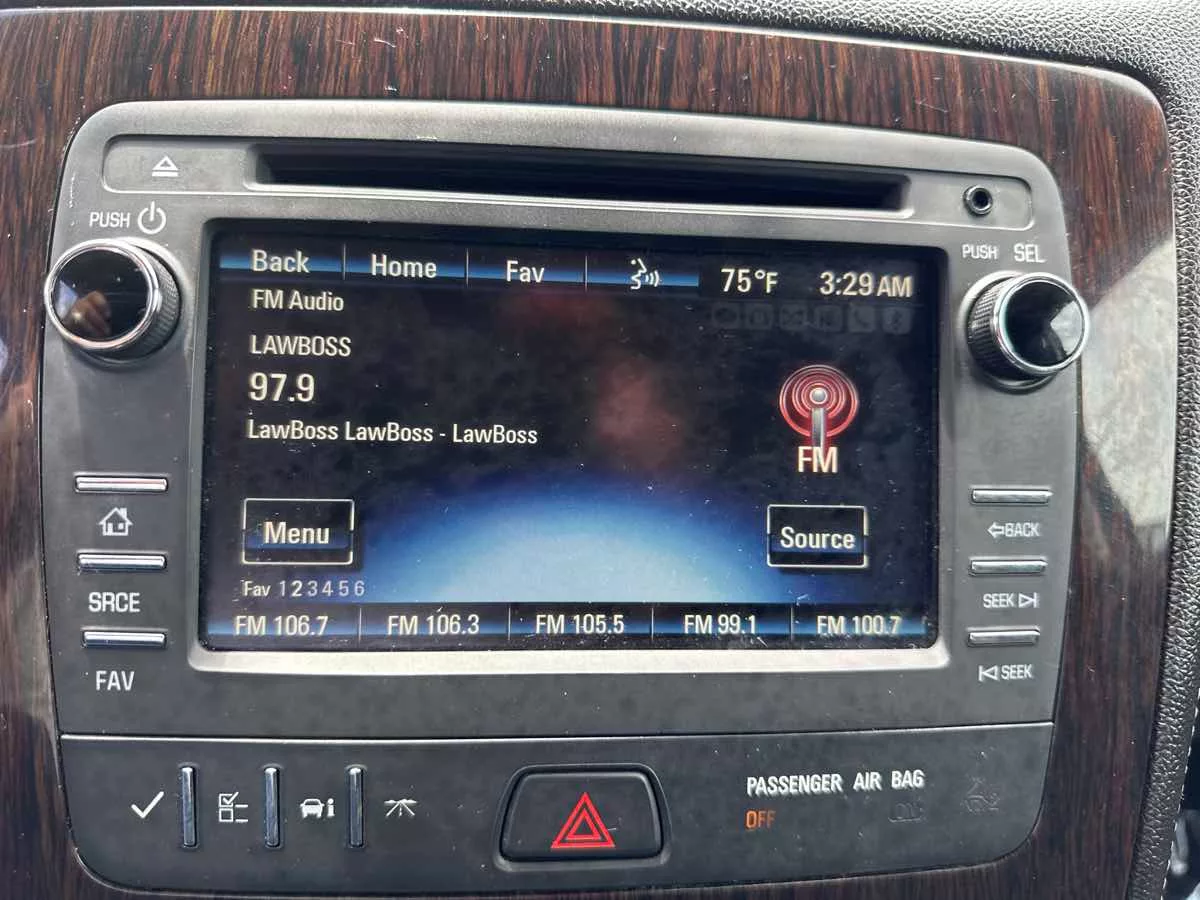 PUSH
PUSH SEL
Back Home Fav 75°F 3:29AM
FM Audio
LAWBOSS
97.9
LawBoss LawBoss - LawBoss
FM
Menu
Source
Fav 1 2 3 4 5 6
FM 106.7 FM 106.3 FM 105.5 FM 99.1 FM 100.7
SRCE
FAV
BACK
SEEK
SEEK
i
PASSENGER AIR BAG
OFF